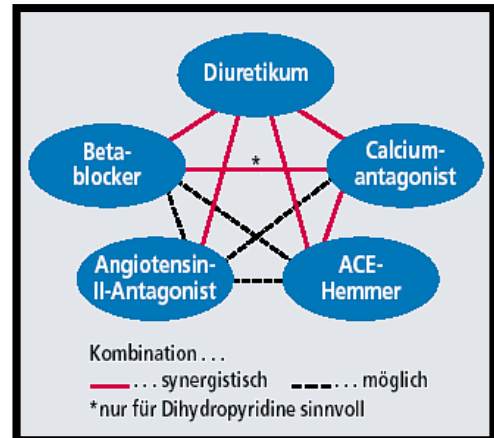 Diuretikum
Beta-
blocker
*
Calcium-
antagonist
Angiotensin-
II-Antagonist
ACE-
Hemmer
Kombination . . .
. . . synergistisch . . . möglich
*nur für Dihydropyridine sinnvoll